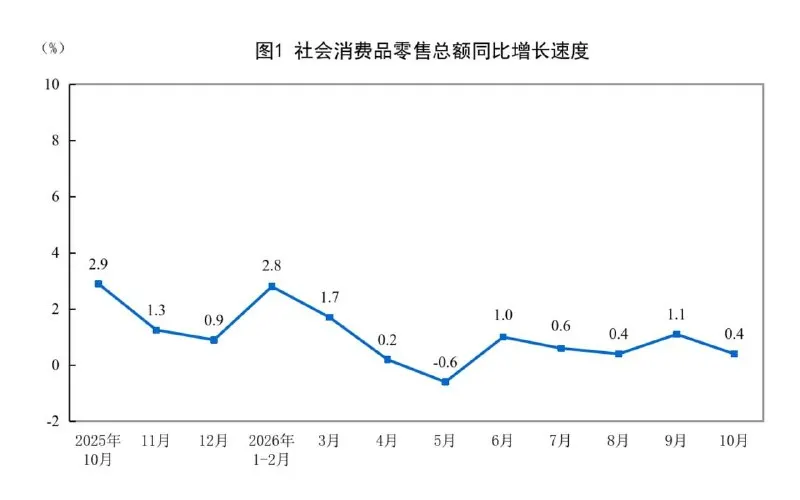 图1 社会消费品零售总额同比增长速度
（%）
10
8
6
4
2
0
-2
2.9
1.3
0.9
2.8
1.7
0.2
-0.6
1.0
0.6
0.4
1.1
0.4
2025年
10月
11月
12月
2026年
1-2月
3月
4月
5月
6月
7月
8月
9月
10月